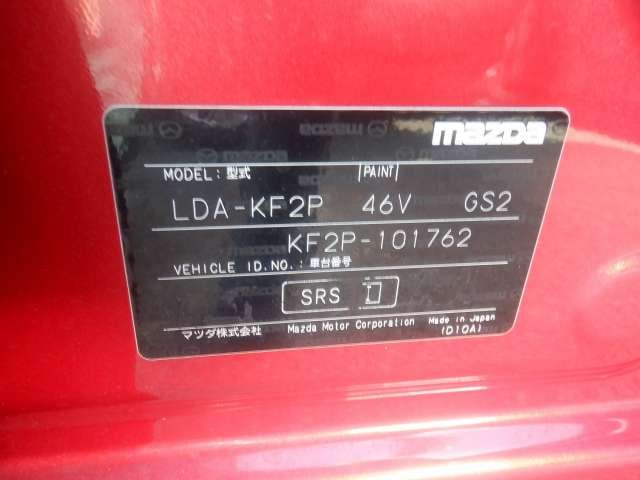 mazda
MODEL: 型式 PAINT
LDA-KF2P 46V GS2
KF2P-101762
VEHICLE ID.NO.: 車台番号
SRS
マツダ株式会社 Mazda Motor Corporation Made in Japan
(D10A)